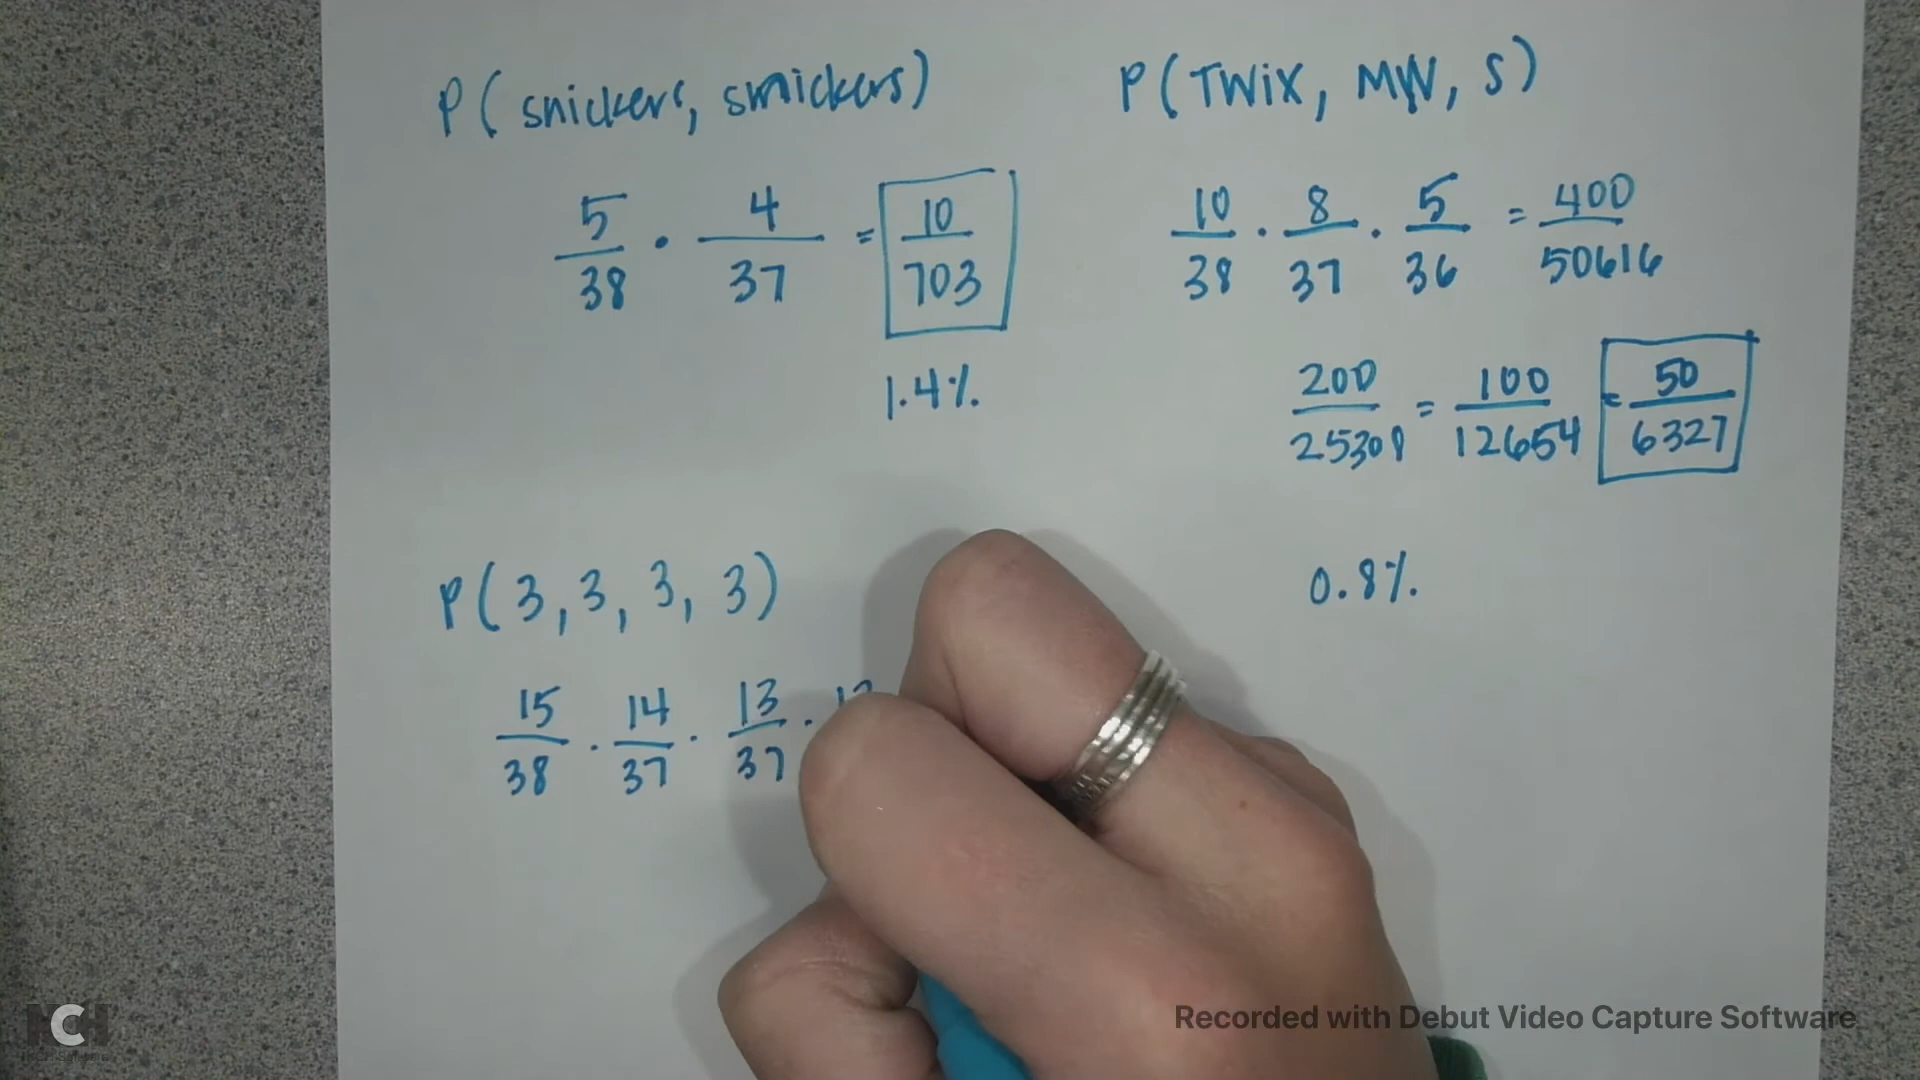 P(snickers, snickers)
5/38 · 4/37 = 10/703
1.4%
P(TWiX, MW, S)
10/38 · 8/37 · 5/36 = 400/50616
200/25308 = 100/12654 = 50/6327
0.8%
P(3, 3, 3, 3)
15/38 · 14/37 · 13/37 ·
Recorded with Debut Video Capture Software
NCH